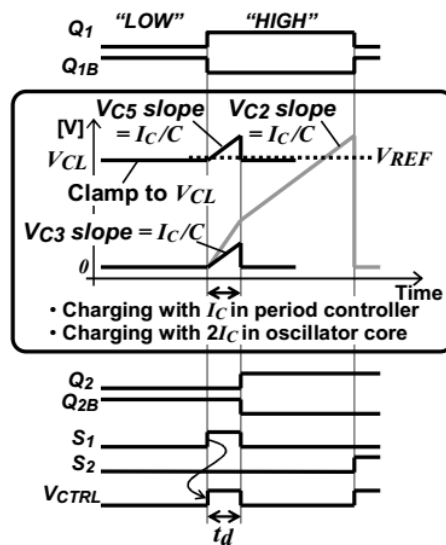 Q1 "LOW" "HIGH"
Q1B
VC5 slope VC2 slope
[V] = IC/C = IC/C
VCL VREF
Clamp to VCL
VC3 slope = IC/C
0
Time
• Charging with IC in period controller
• Charging with 2IC in oscillator core
Q2
Q2B
S1
S2
VCTRL
td